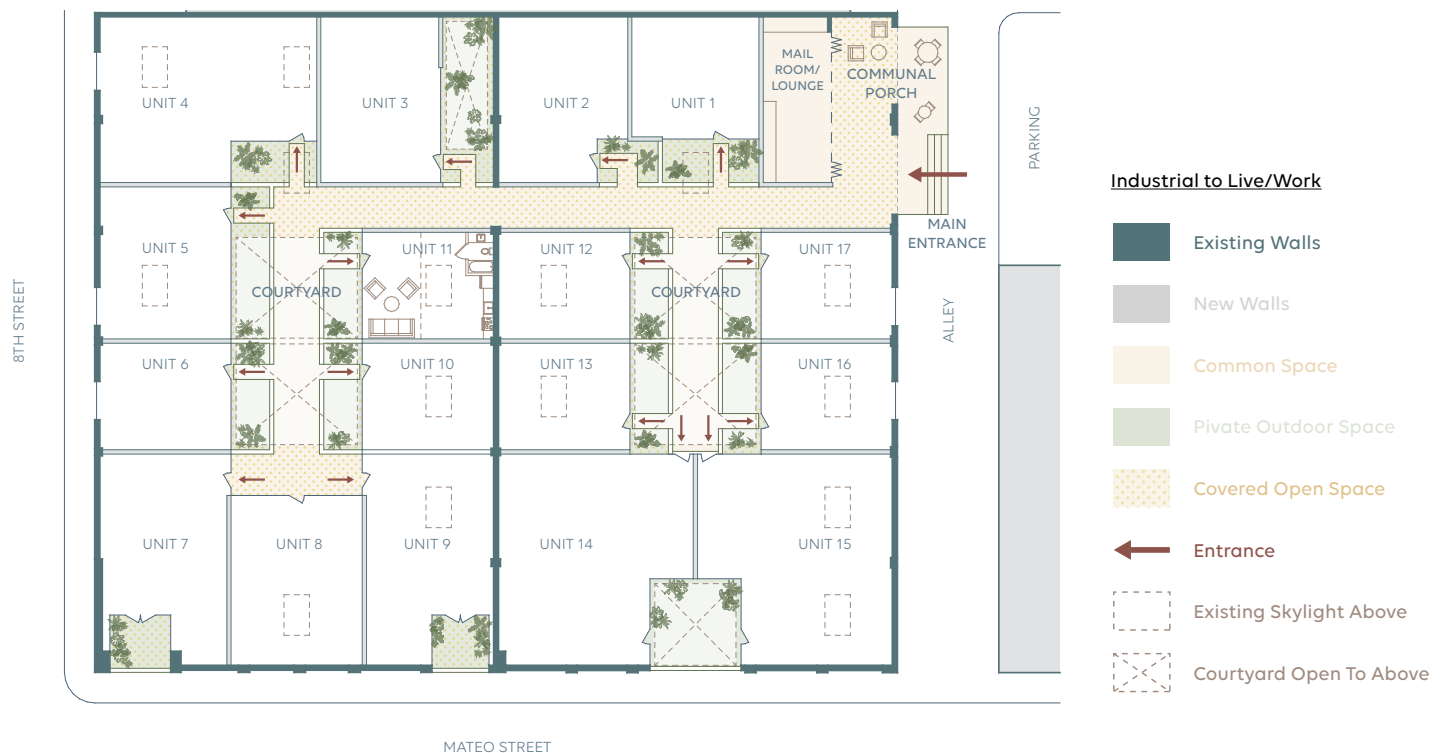 MAIL
ROOM/
LOUNGE
COMMUNAL
PORCH
UNIT 4
UNIT 3
UNIT 2
UNIT 1
PARKING
Industrial to Live/Work
MAIN
ENTRANCE
Existing Walls
UNIT 5
UNIT 11
UNIT 12
UNIT 17
COURTYARD
COURTYARD
8TH STREET
ALLEY
New Walls
UNIT 6
UNIT 10
UNIT 13
UNIT 16
Common Space
Pivate Outdoor Space
Covered Open Space
UNIT 7
UNIT 8
UNIT 9
UNIT 14
UNIT 15
Entrance
Existing Skylight Above
Courtyard Open To Above
MATEO STREET